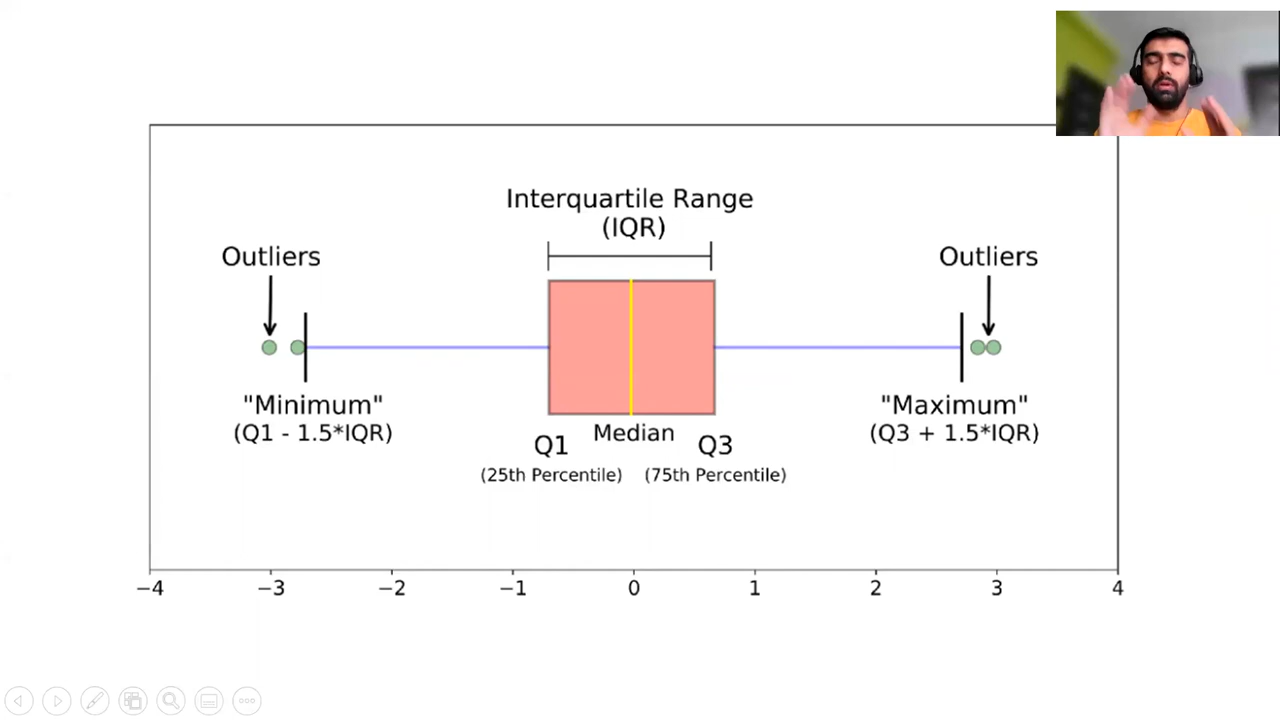 Interquartile Range
(IQR)
Outliers
Outliers
"Minimum"
(Q1 - 1.5*IQR)
"Maximum"
(Q3 + 1.5*IQR)
Q1
Median
Q3
(25th Percentile)
(75th Percentile)
−4 −3 −2 −1 0 1 2 3 4